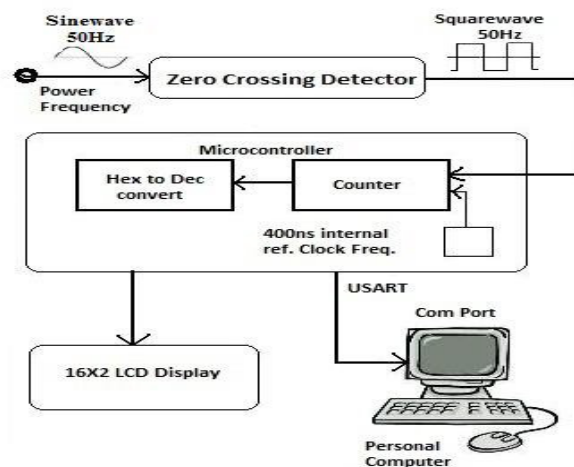 Sinewave
50Hz
Squarewave
50Hz
Zero Crossing Detector
Power
Frequency
Microcontroller
Hex to Dec
convert
Counter
400ns internal
ref. Clock Freq.
USART
Com Port
16X2 LCD Display
Personal
Computer